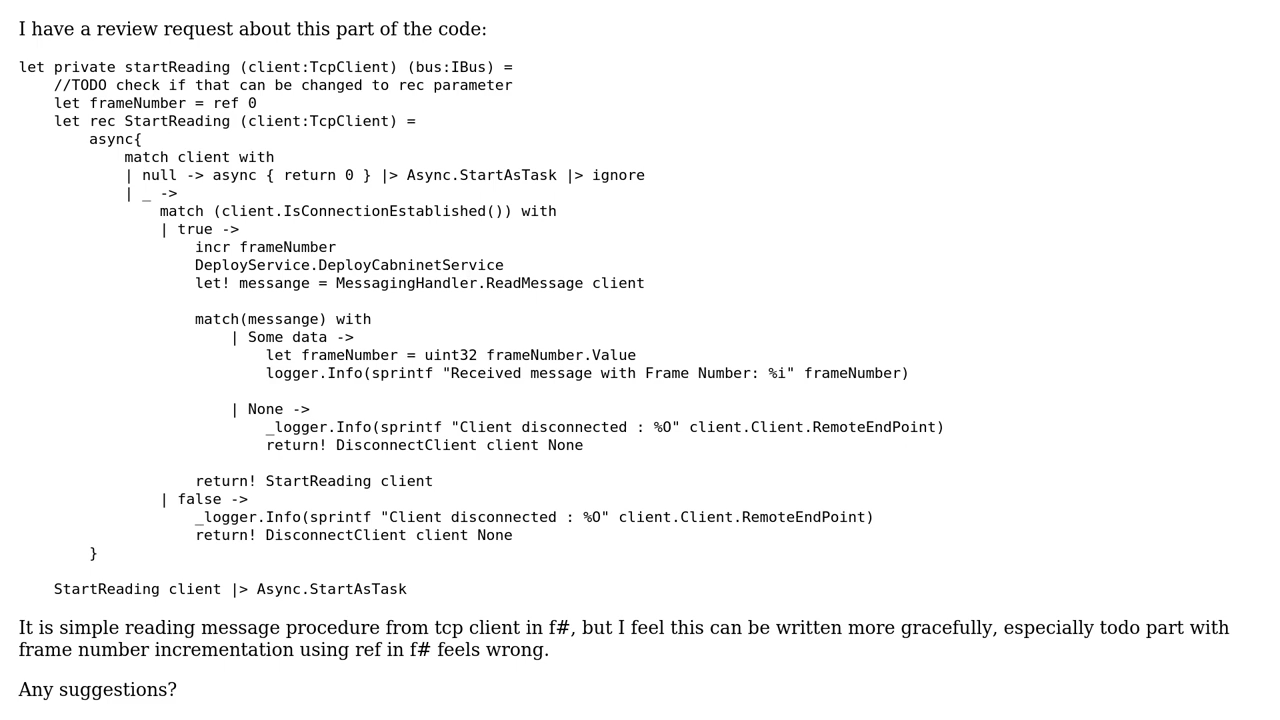 I have a review request about this part of the code:
let private startReading (client:TcpClient) (bus:IBus) =
    //TODO check if that can be changed to rec parameter
    let frameNumber = ref 0
    let rec StartReading (client:TcpClient) =
        async{
            match client with
            | null -> async { return 0 } |> Async.StartAsTask |> ignore
            | _ ->
                match (client.IsConnectionEstablished()) with
                | true ->
                    incr frameNumber
                    DeployService.DeployCabninetService
                    let! messange = MessagingHandler.ReadMessage client

                    match(messange) with
                        | Some data ->
                            let frameNumber = uint32 frameNumber.Value
                            logger.Info(sprintf "Received message with Frame Number: %i" frameNumber)

                        | None ->
                            _logger.Info(sprintf "Client disconnected : %O" client.Client.RemoteEndPoint)
                            return! DisconnectClient client None

                    return! StartReading client
                | false ->
                    _logger.Info(sprintf "Client disconnected : %O" client.Client.RemoteEndPoint)
                    return! DisconnectClient client None
        }

    StartReading client |> Async.StartAsTask
It is simple reading message procedure from tcp client in f#, but I feel this can be written more gracefully, especially todo part with
frame number incrementation using ref in f# feels wrong.
Any suggestions?